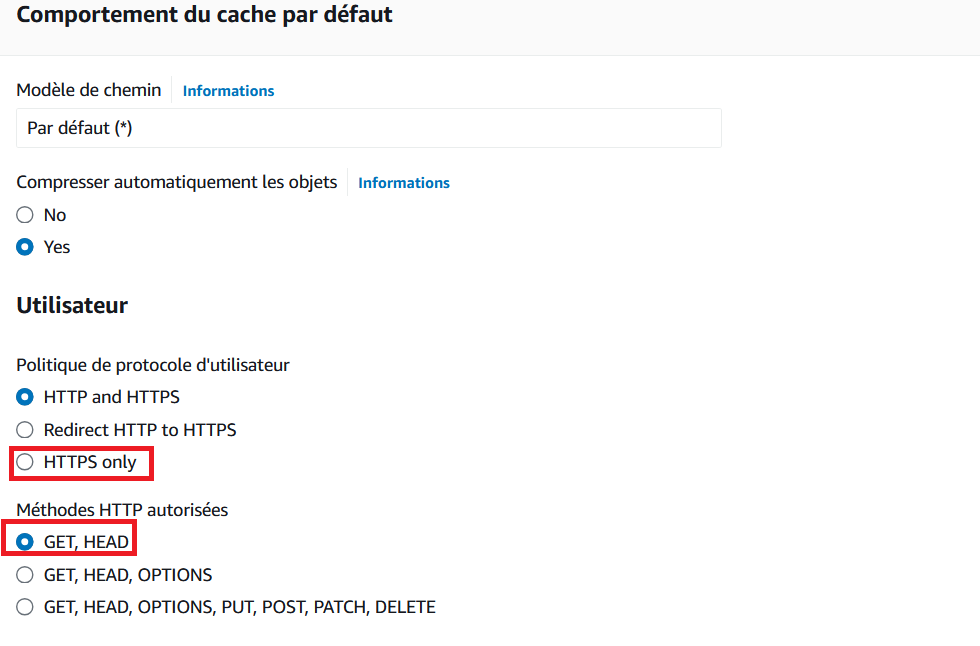 Comportement du cache par défaut
Modèle de chemin Informations
Par défaut (*)
Compresser automatiquement les objets Informations
No
Yes
Utilisateur
Politique de protocole d'utilisateur
HTTP and HTTPS
Redirect HTTP to HTTPS
HTTPS only
Méthodes HTTP autorisées
GET, HEAD
GET, HEAD, OPTIONS
GET, HEAD, OPTIONS, PUT, POST, PATCH, DELETE